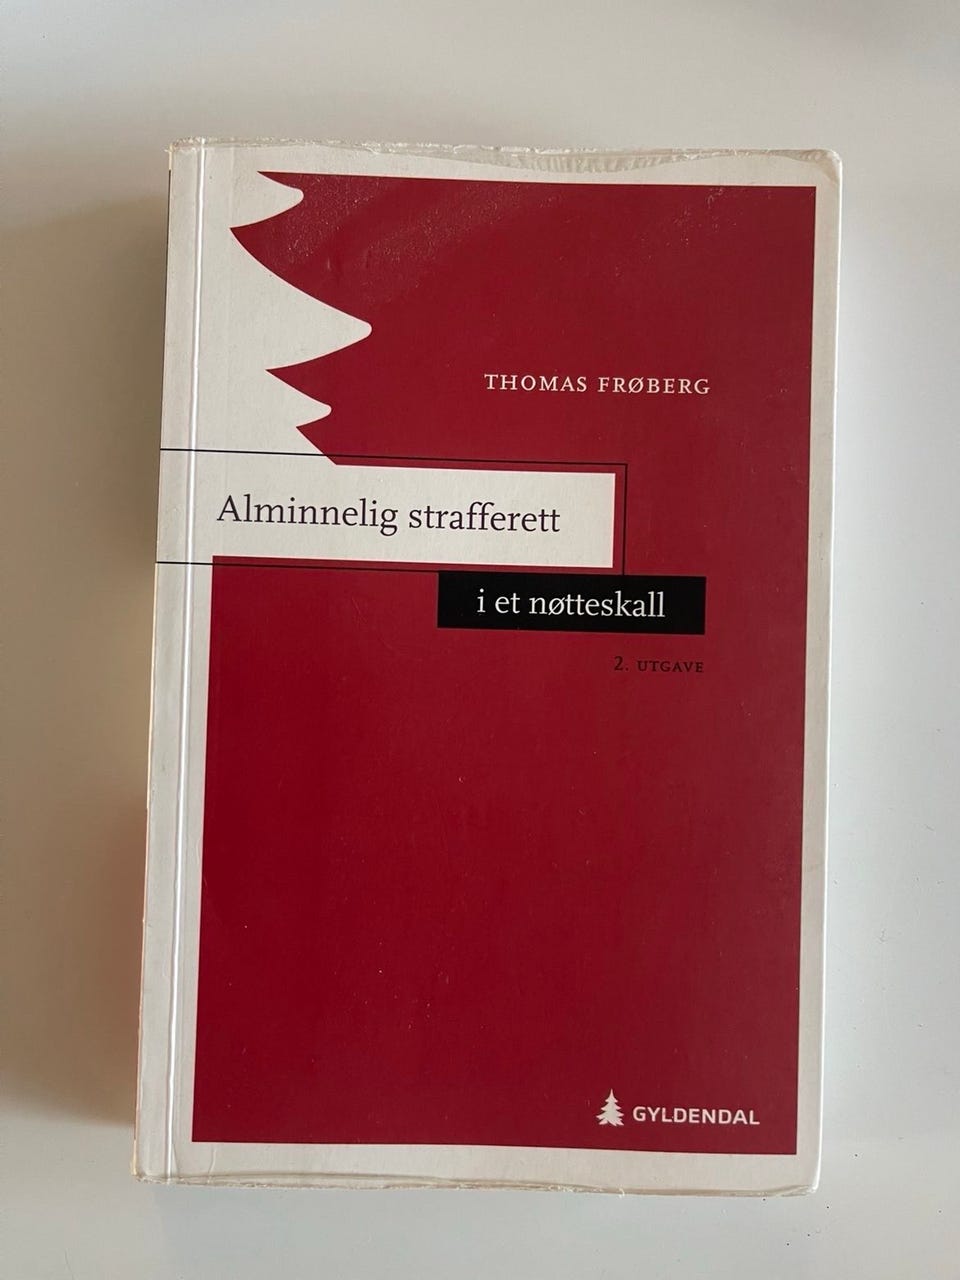 THOMAS FRØBERG
Alminnelig strafferett
i et nøtteskall
2. UTGAVE
GYLDENDAL